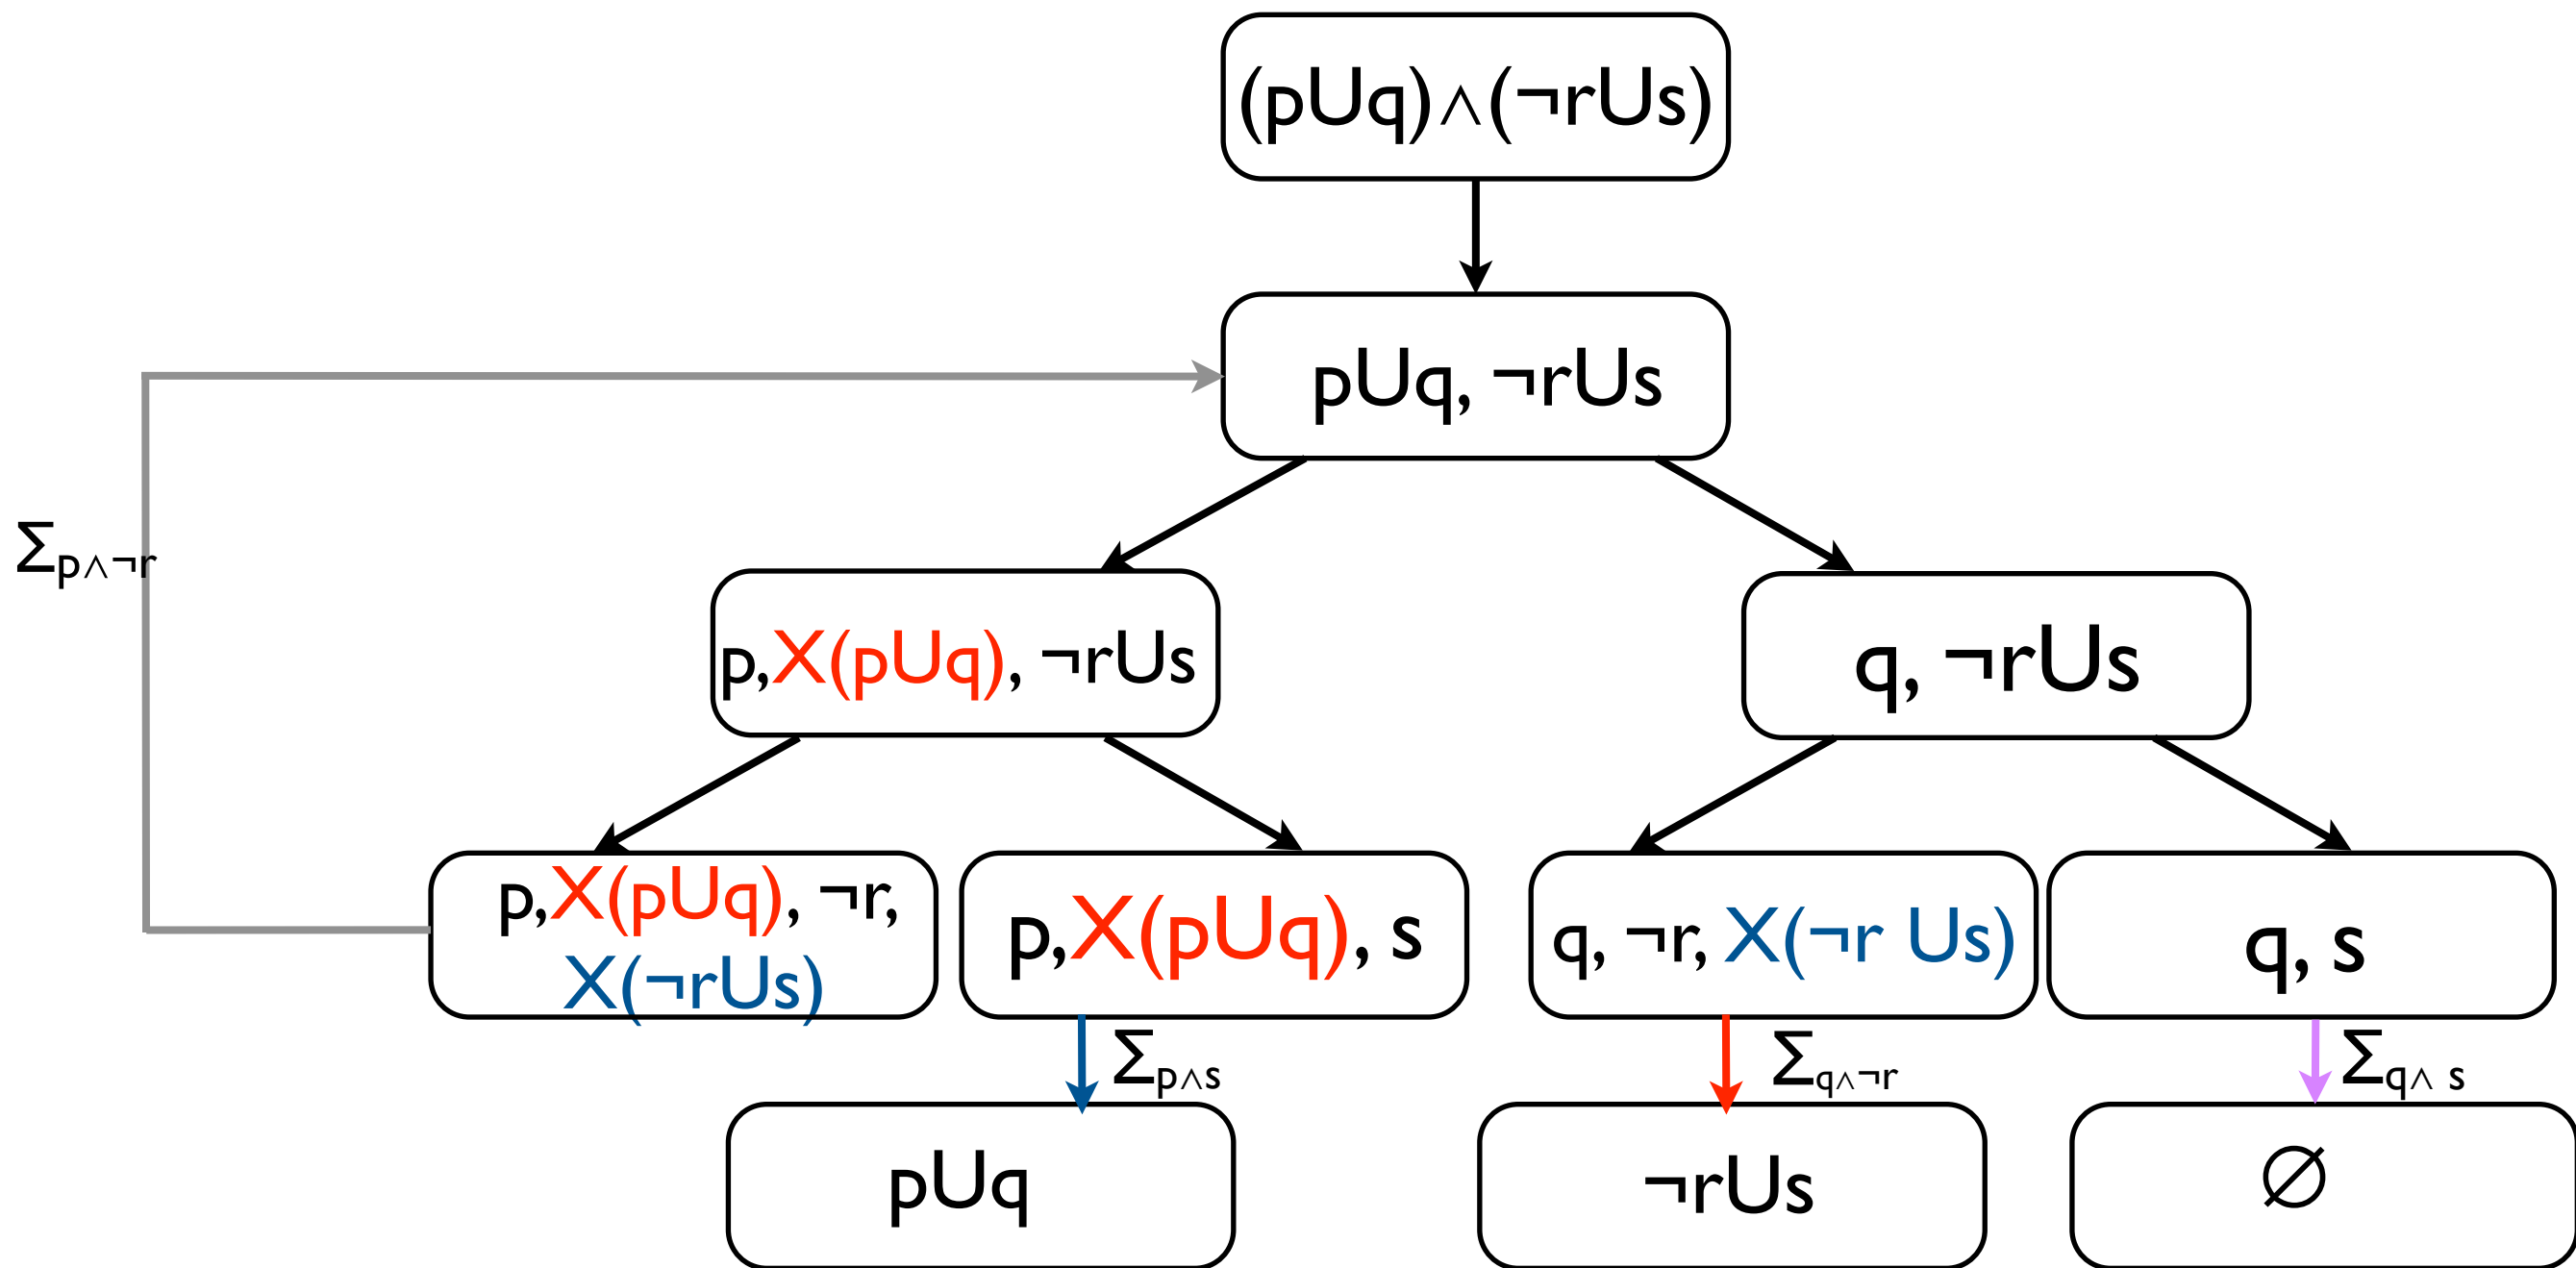 (pUq)∧(¬rUs)
pUq, ¬rUs
Σp∧¬r
p,X(pUq), ¬rUs
q, ¬rUs
p,X(pUq), ¬r,
X(¬rUs)
p,X(pUq), s
q, ¬r, X(¬r Us)
q, s
Σp∧s
Σq∧¬r
Σq∧ s
pUq
¬rUs
∅